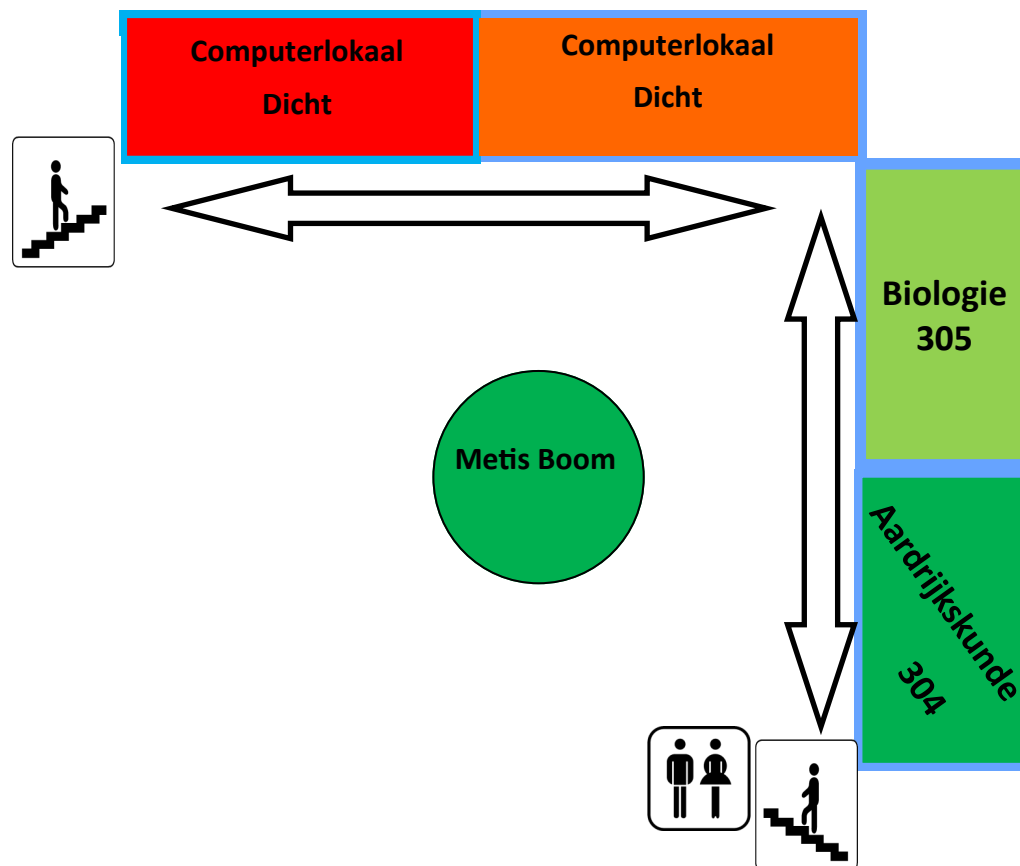 Computerlokaal
Dicht
Computerlokaal
Dicht
Biologie
305
Metis Boom
Aardrijkskunde
304